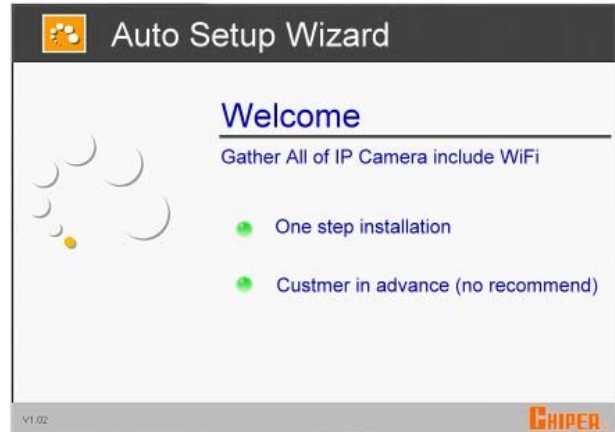 Auto Setup Wizard
Welcome
Gather All of IP Camera include WiFi
One step installation
Custmer in advance (no recommend)
V1.02
CHIPER